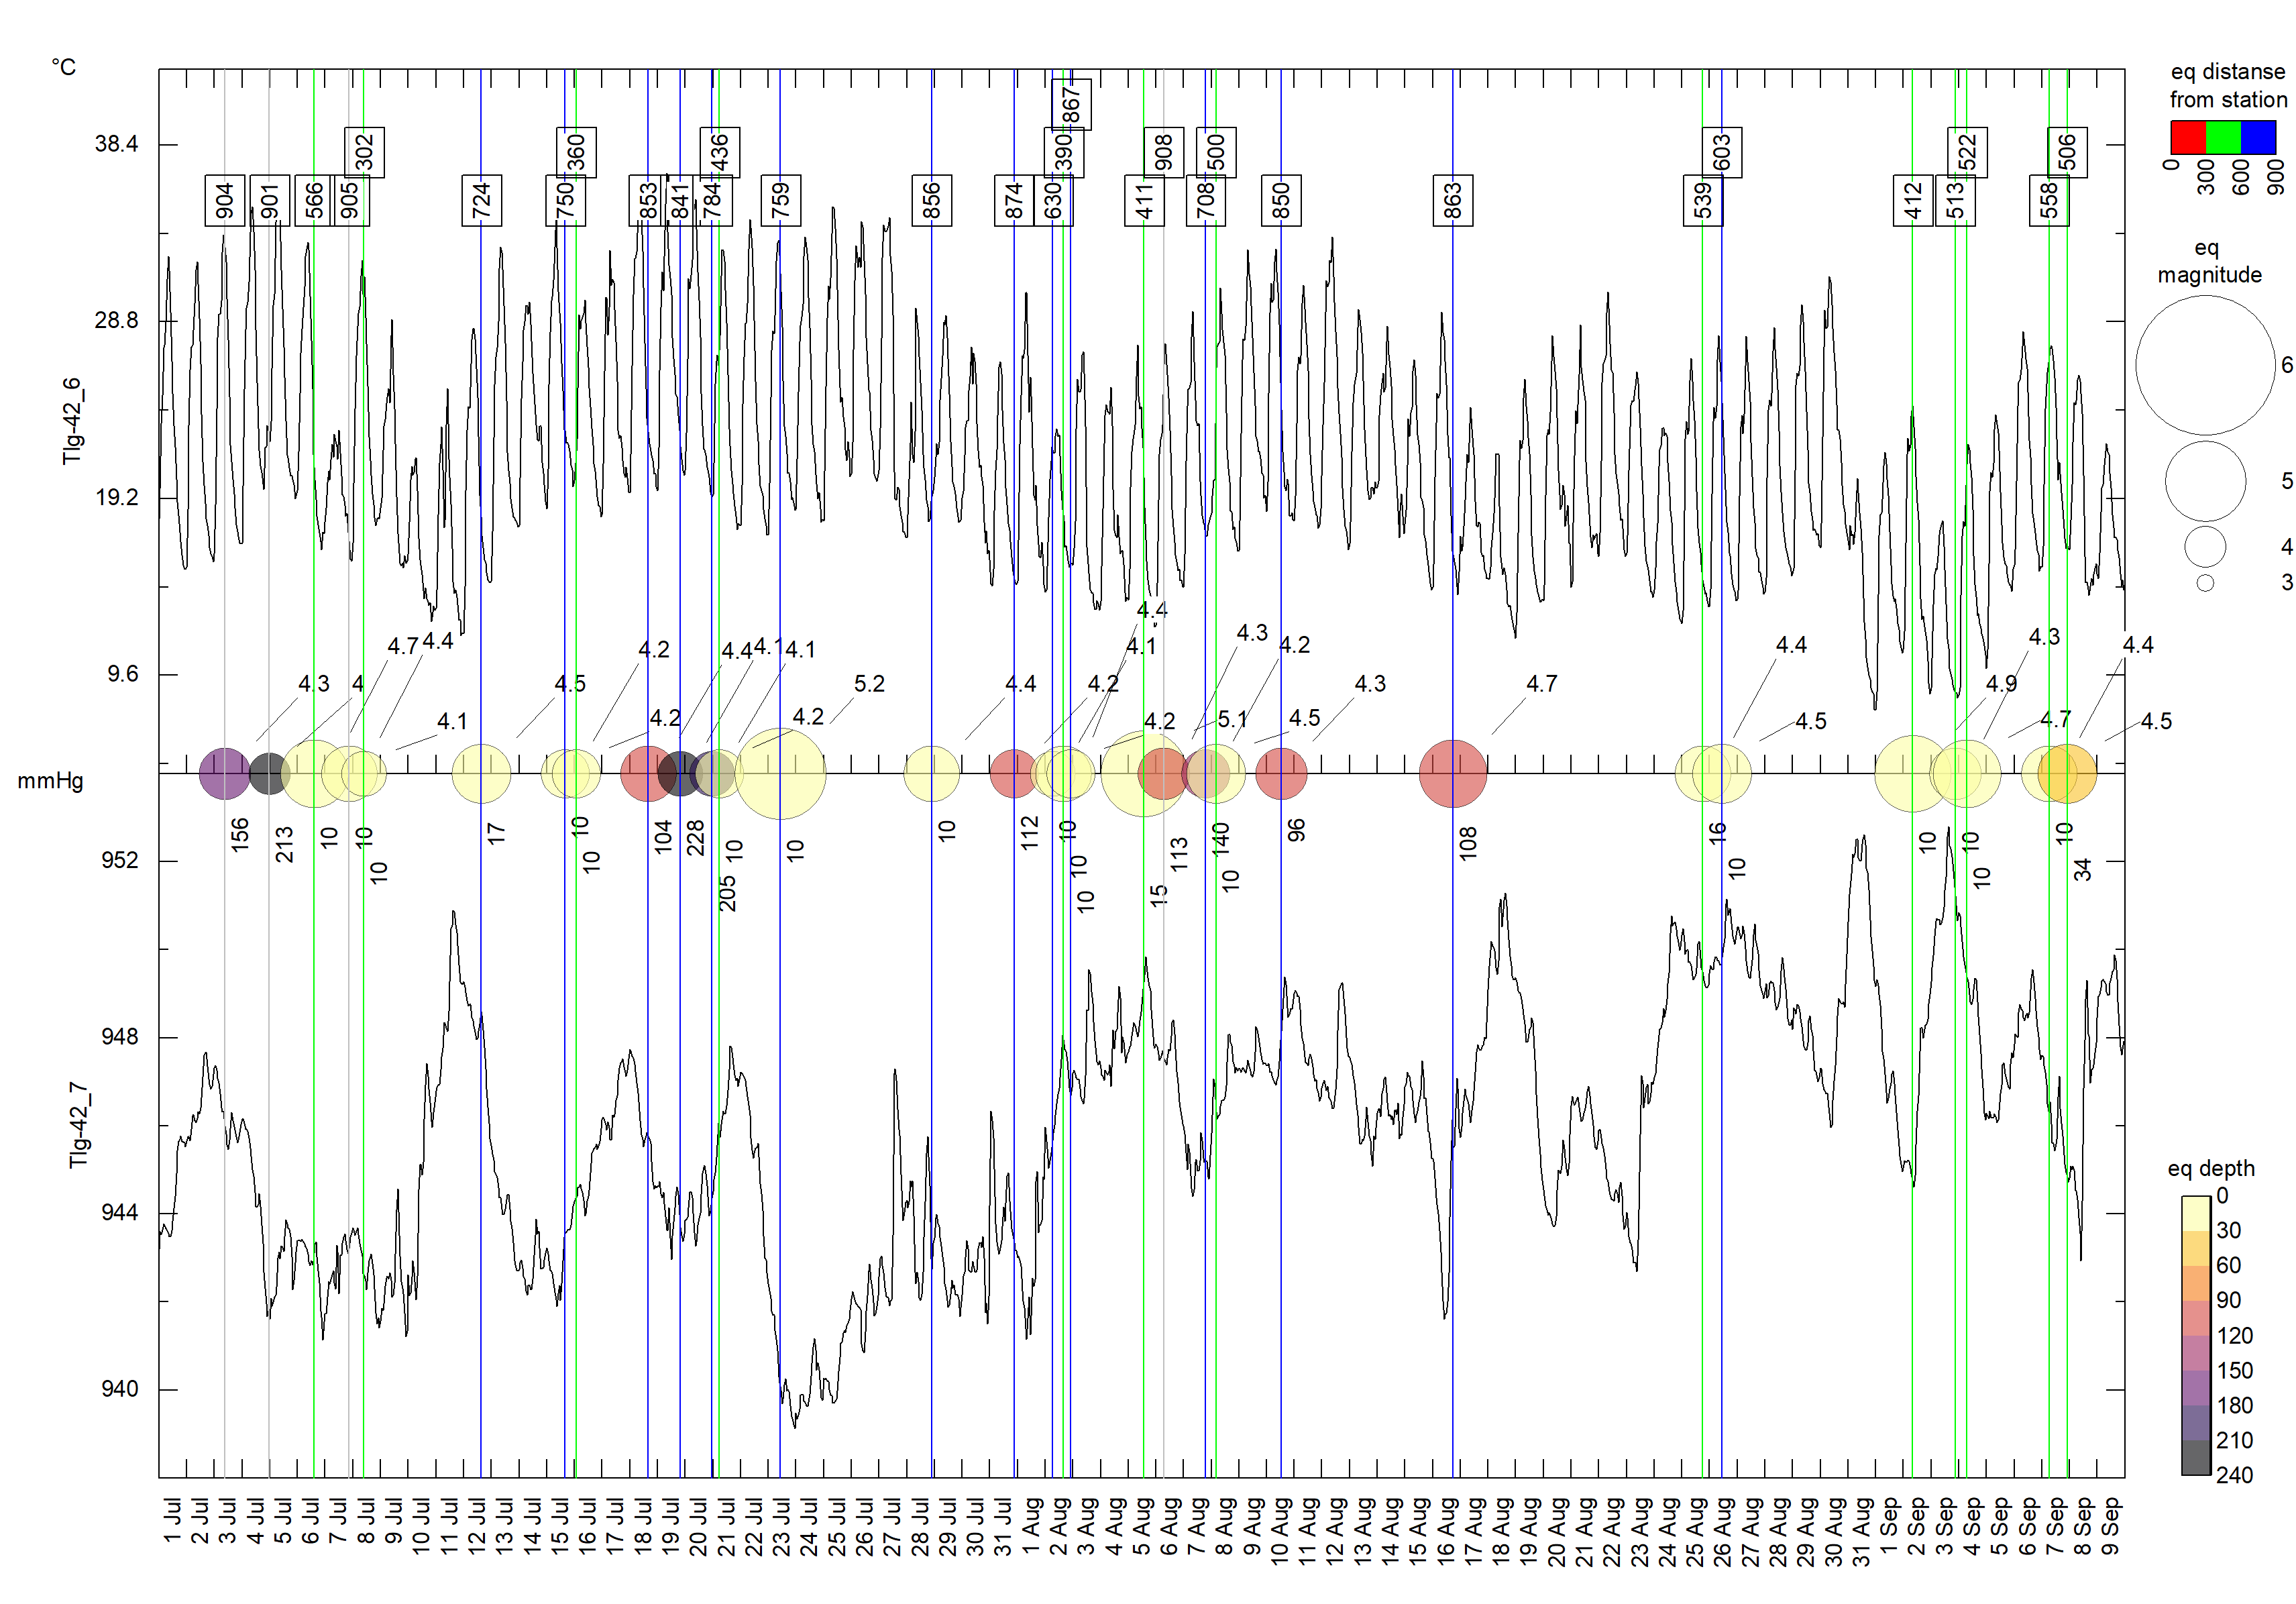 °C
38.4
28.8
19.2
9.6
Tlg-42_6
mmHg
952
948
944
940
Tlg-42_7
867
302
360
436
390
908
500
603
522
506
904
901
566
905
724
750
853
841
784
759
856
874
630
411
708
850
863
539
412
513
558
4.4
4.7
4.4
4.2
4.4
4.1
4.1
4.1
4.3
4.2
4.4
4.3
4.4
4.3
4
4.5
5.2
4.4
4.2
4.3
4.7
4.9
4.1
4.2
4.2
4.2
5.1
4.5
4.5
4.7
4.5
156
213
10
10
10
17
10
10
104
228
205
10
10
10
112
10
10
10
15
113
140
10
96
108
16
10
10
10
10
10
34
1 Jul
2 Jul
3 Jul
4 Jul
5 Jul
6 Jul
7 Jul
8 Jul
9 Jul
10 Jul
11 Jul
12 Jul
13 Jul
14 Jul
15 Jul
16 Jul
17 Jul
18 Jul
19 Jul
20 Jul
21 Jul
22 Jul
23 Jul
24 Jul
25 Jul
26 Jul
27 Jul
28 Jul
29 Jul
30 Jul
31 Jul
1 Aug
2 Aug
3 Aug
4 Aug
5 Aug
6 Aug
7 Aug
8 Aug
9 Aug
10 Aug
11 Aug
12 Aug
13 Aug
14 Aug
15 Aug
16 Aug
17 Aug
18 Aug
19 Aug
20 Aug
21 Aug
22 Aug
23 Aug
24 Aug
25 Aug
26 Aug
27 Aug
28 Aug
29 Aug
30 Aug
31 Aug
1 Sep
2 Sep
3 Sep
4 Sep
5 Sep
6 Sep
7 Sep
8 Sep
9 Sep
eq distanse
from station
0
300
600
900
eq
magnitude
6
5
4
3
eq depth
0
30
60
90
120
150
180
210
240